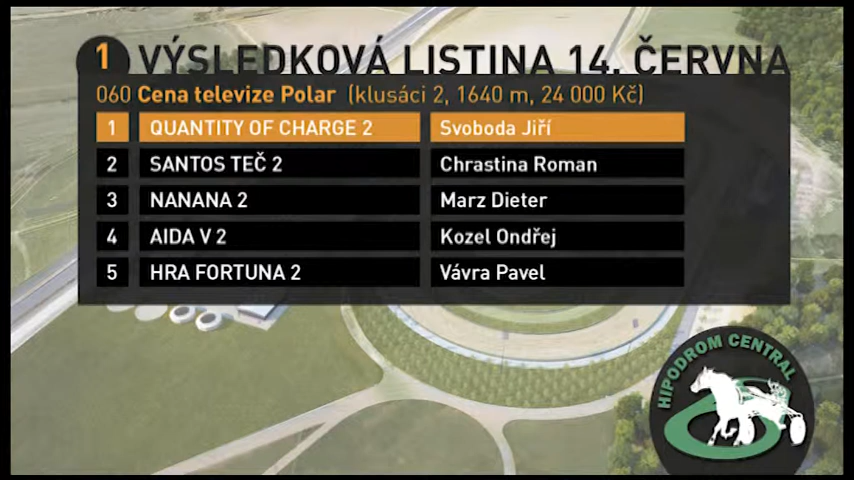 1 VÝSLEDKOVÁ LISTINA 14. ČERVNA
060 Cena televize Polar (klusáci 2, 1640 m, 24 000 Kč)
1 QUANTITY OF CHARGE 2 Svoboda Jiří
2 SANTOS TEČ 2 Chrastina Roman
3 NANANA 2 Marz Dieter
4 AIDA V 2 Kozel Ondřej
5 HRA FORTUNA 2 Vávra Pavel
HIPODROM CENTRAL